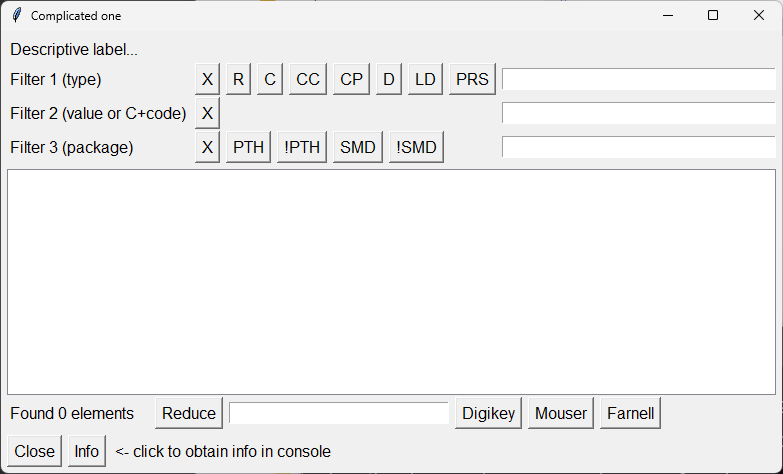 Complicated one
Descriptive label...
Filter 1 (type) X R C CC CP D LD PRS
Filter 2 (value or C+code) X
Filter 3 (package) X PTH !PTH SMD !SMD
Found 0 elements Reduce Digikey Mouser Farnell
Close Info <- click to obtain info in console